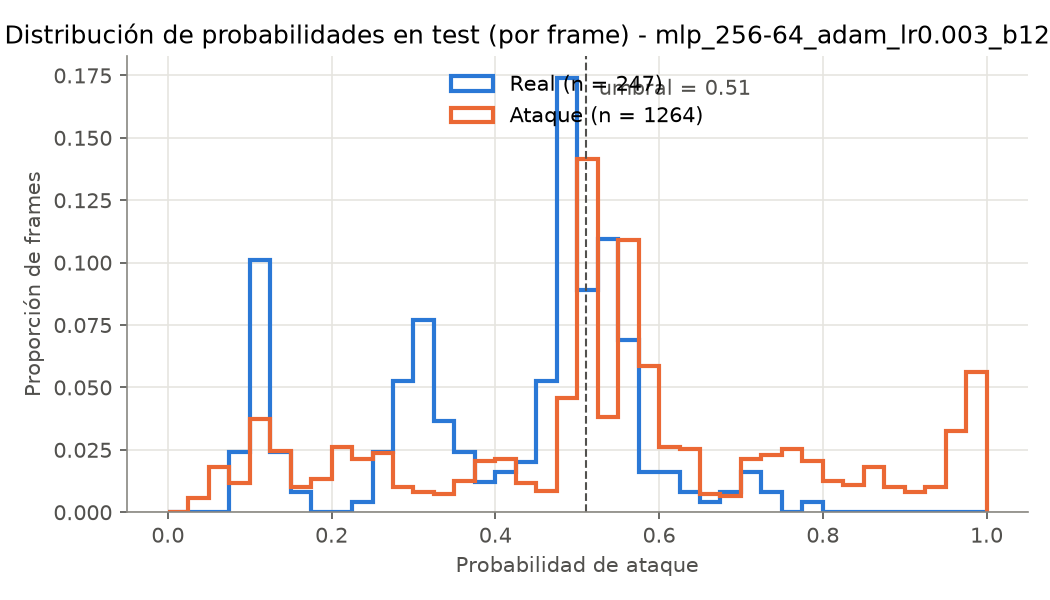 Distribución de probabilidades en test (por frame) - mlp_256-64_adam_lr0.003_b12
Real (n = 247)
umbral = 0.51
Ataque (n = 1264)
Proporción de frames
0.175
0.150
0.125
0.100
0.075
0.050
0.025
0.000
0.0 0.2 0.4 0.6 0.8 1.0
Probabilidad de ataque